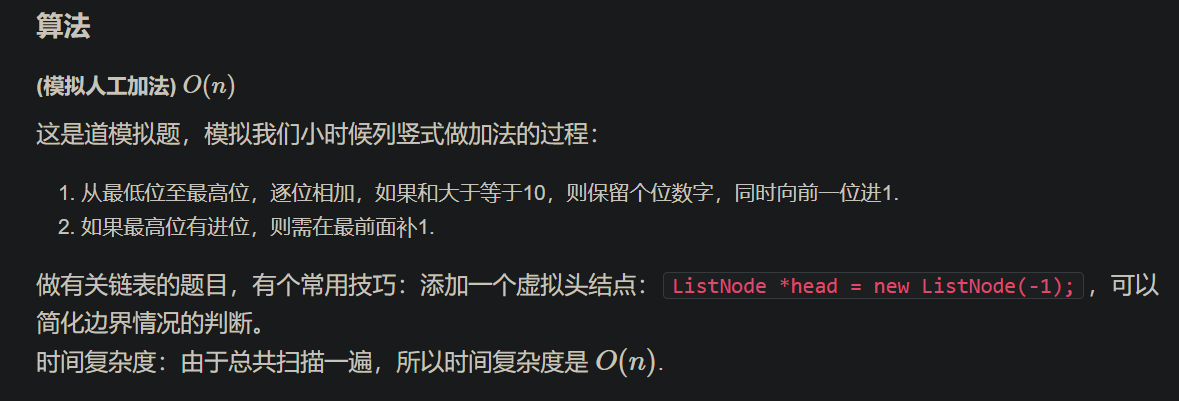 算法
(模拟人工加法) O(n)
这是道模拟题，模拟我们小时候列竖式做加法的过程：
1. 从最低位至最高位，逐位相加，如果和大于等于10，则保留个位数字，同时向前一位进1.
2. 如果最高位有进位，则需在最前面补1.
做有关链表的题目，有个常用技巧：添加一个虚拟头结点： ListNode *head = new ListNode(-1); ，可以
简化边界情况的判断。
时间复杂度：由于总共扫描一遍，所以时间复杂度是 O(n).